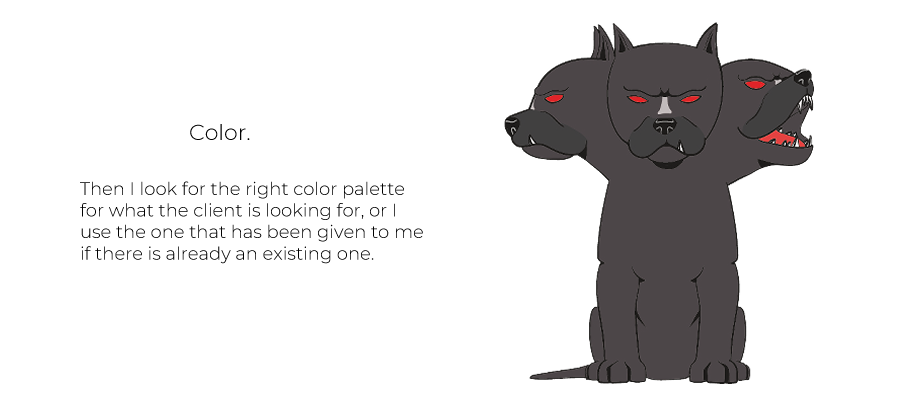 Color.
Then I look for the right color palette
for what the client is looking for, or I
use the one that has been given to me
if there is already an existing one.